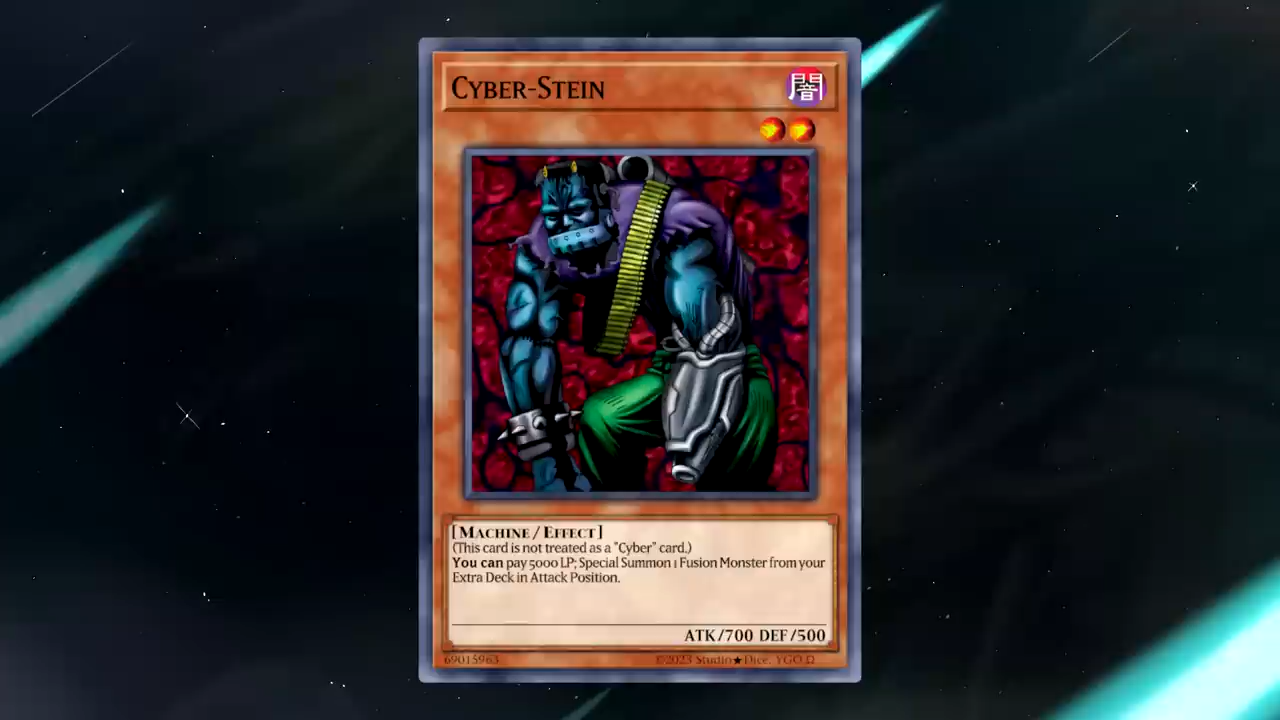 CYBER-STEIN
闇
[MACHINE / EFFECT]
(This card is not treated as a "Cyber" card.)
You can pay 5000 LP; Special Summon 1 Fusion Monster from your
Extra Deck in Attack Position.
ATK/700 DEF/500
69015963
©2023 Studio★Dice, YGO Ω